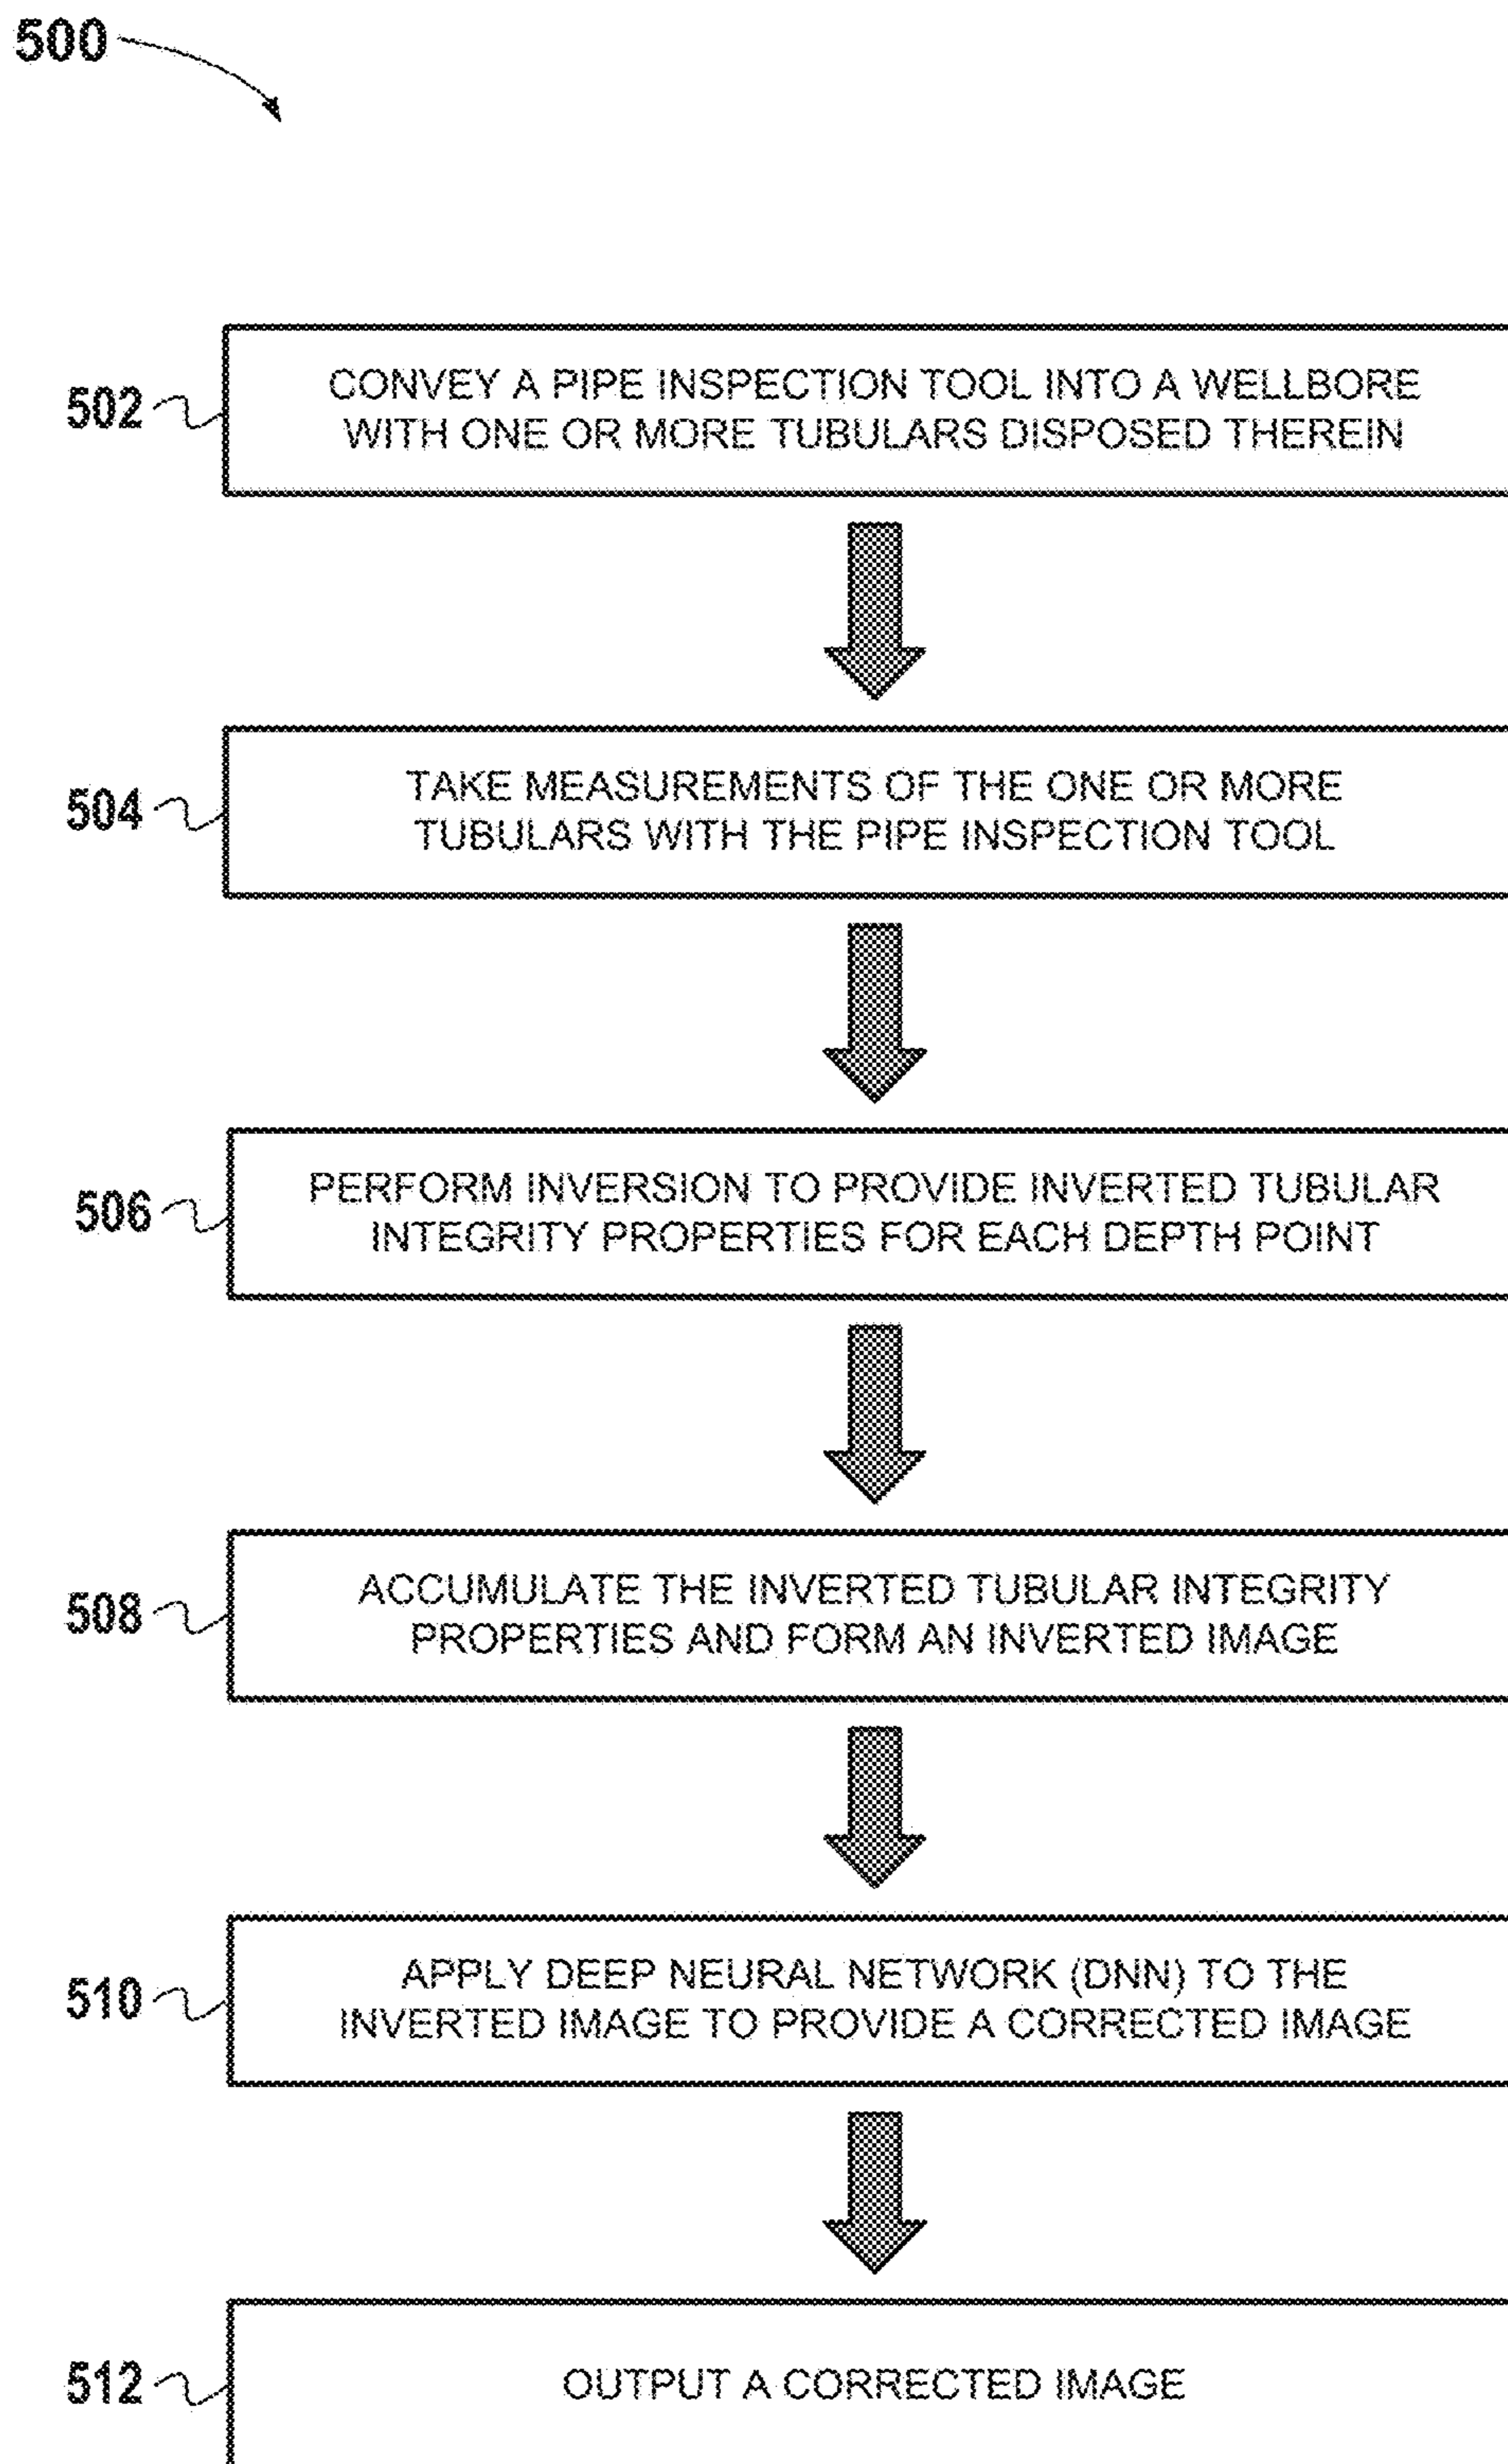 500
502
CONVEY A PIPE INSPECTION TOOL INTO A WELLBORE
WITH ONE OR MORE TUBULARS DISPOSED THEREIN
504
TAKE MEASUREMENTS OF THE ONE OR MORE
TUBULARS WITH THE PIPE INSPECTION TOOL
506
PERFORM INVERSION TO PROVIDE INVERTED TUBULAR
INTEGRITY PROPERTIES FOR EACH DEPTH POINT
508
ACCUMULATE THE INVERTED TUBULAR INTEGRITY
PROPERTIES AND FORM AN INVERTED IMAGE
510
APPLY DEEP NEURAL NETWORK (DNN) TO THE
INVERTED IMAGE TO PROVIDE A CORRECTED IMAGE
512
OUTPUT A CORRECTED IMAGE